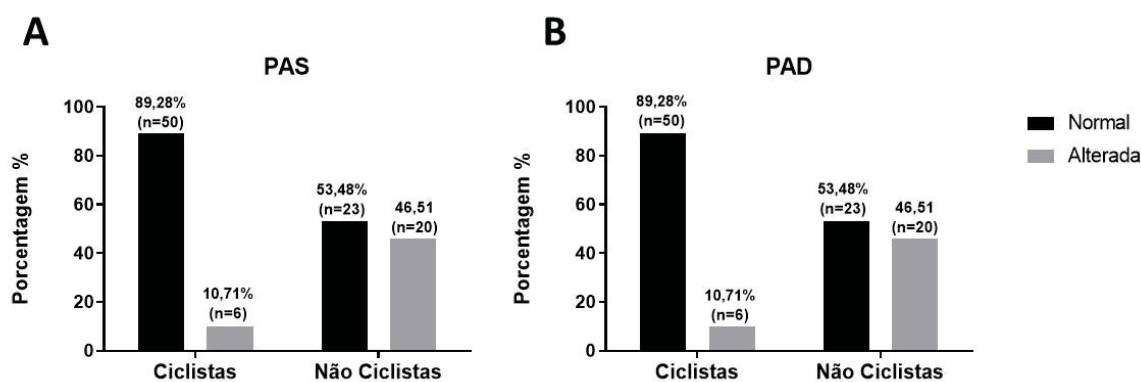 A
PAS
Porcentagem %
100
80
60
40
20
0
89,28%
(n=50)
10,71%
(n=6)
53,48%
(n=23)
46,51
(n=20)
Ciclistas
Não Ciclistas
B
PAD
Porcentagem %
100
80
60
40
20
0
89,28%
(n=50)
10,71%
(n=6)
53,48%
(n=23)
46,51
(n=20)
Ciclistas
Não Ciclistas
Normal
Alterada